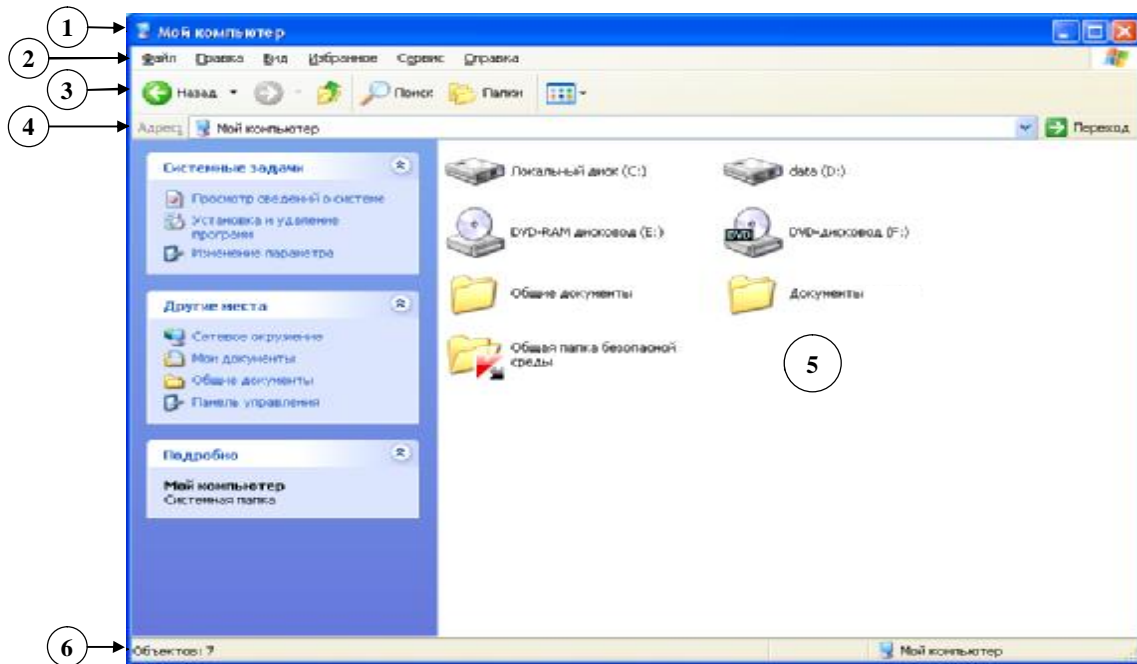 1 Мой компьютер
2 Файл Правка Вид Избранное Сервис Справка
3 Назад Поиск Папки
4 Адрес: Мой компьютер Переход
Системные задачи
Просмотр сведений о системе
Установка и удаление
программ
Изменение параметра
Другие места
Сетевое окружение
Мои документы
Общие документы
Панель управления
Подробно
Мой компьютер
Системная папка
Локальный диск (C:) data (D:)
DVD-RAM дисковод (E:) DVD-дисковод (F:)
DVD
Общие документы Документы
Общая папка безопасной
среды
5
6 Объектов: 7 Мой компьютер